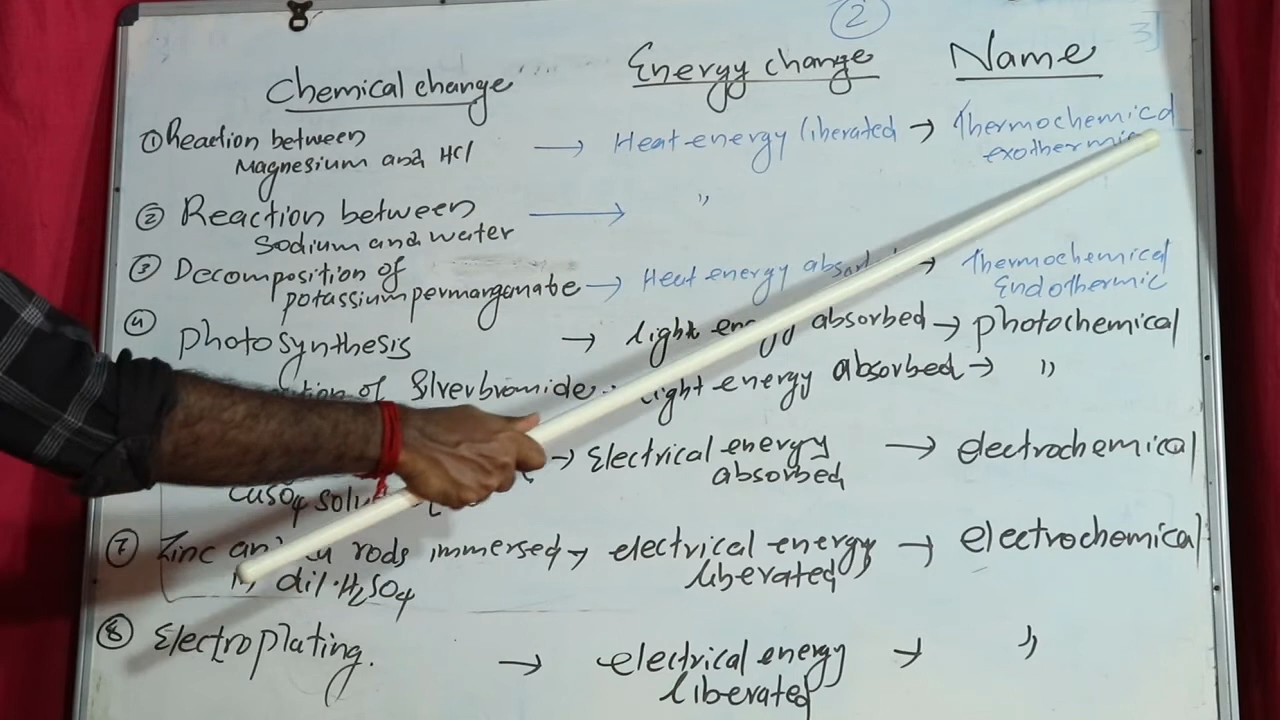 2
3
Chemical change Energy change Name
① Reaction between
Magnesium and HCl → Heat energy liberated → Thermochemical
② Reaction between → "
Sodium and water
③ Decomposition of
potassium permanganate → Heat energy → Thermochemical
Endothermic
④ Photosynthesis → light absorbed → photochemical
of Silverbromide light energy absorbed → "
→ Electrical energy → electrochemical
absorbed
CuSO4
⑦ Zinc rods immersed → electrical energy → electrochemical
dil·H2SO4 liberated
⑧ Electroplating. → electrical energy → "
liberated